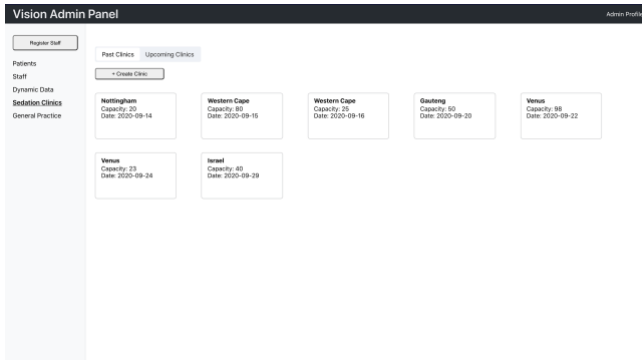 Vision Admin Panel
Admin Profile
Register Staff
Patients
Staff
Dynamic Data
Sedation Clinics
General Practice
Past Clinics
Upcoming Clinics
+ Create Clinic
Nottingham
Capacity: 20
Date: 2020-09-14
Western Cape
Capacity: 80
Date: 2020-09-15
Western Cape
Capacity: 25
Date: 2020-09-16
Gauteng
Capacity: 50
Date: 2020-09-20
Venus
Capacity: 98
Date: 2020-09-22
Venus
Capacity: 23
Date: 2020-09-24
Israel
Capacity: 40
Date: 2020-09-29